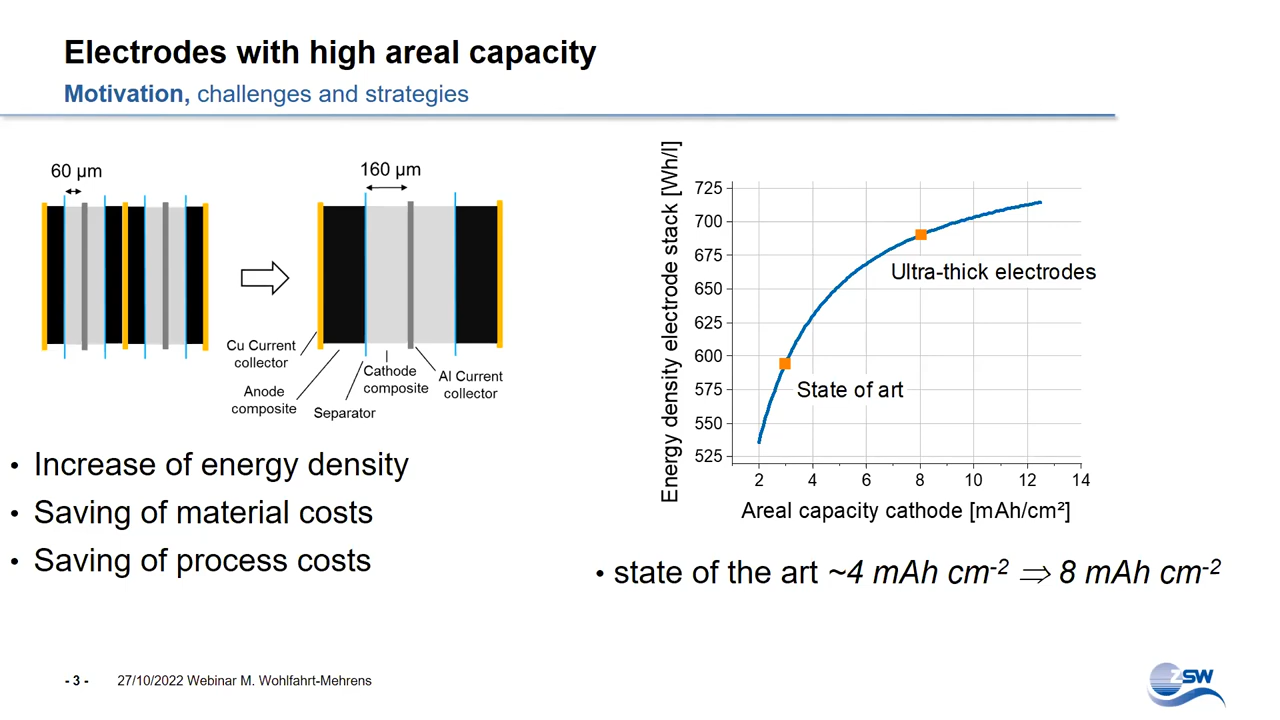 Electrodes with high areal capacity
Motivation, challenges and strategies
60 µm
160 µm
Cu Current
collector
Anode
composite
Separator
Cathode
composite
Al Current
collector
• Increase of energy density
• Saving of material costs
• Saving of process costs
Energy density electrode stack [Wh/l]
725
700
675
650
625
600
575
550
525
Ultra-thick electrodes
State of art
2 4 6 8 10 12 14
Areal capacity cathode [mAh/cm²]
• state of the art ~4 mAh cm⁻² ⇒ 8 mAh cm⁻²
- 3 - 27/10/2022 Webinar M. Wohlfahrt-Mehrens
ZSW